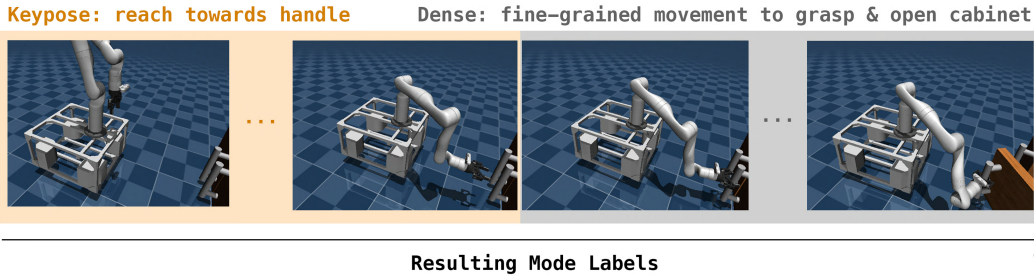 Keypose: reach towards handle
Dense: fine-grained movement to grasp & open cabinet
...
...
Resulting Mode Labels